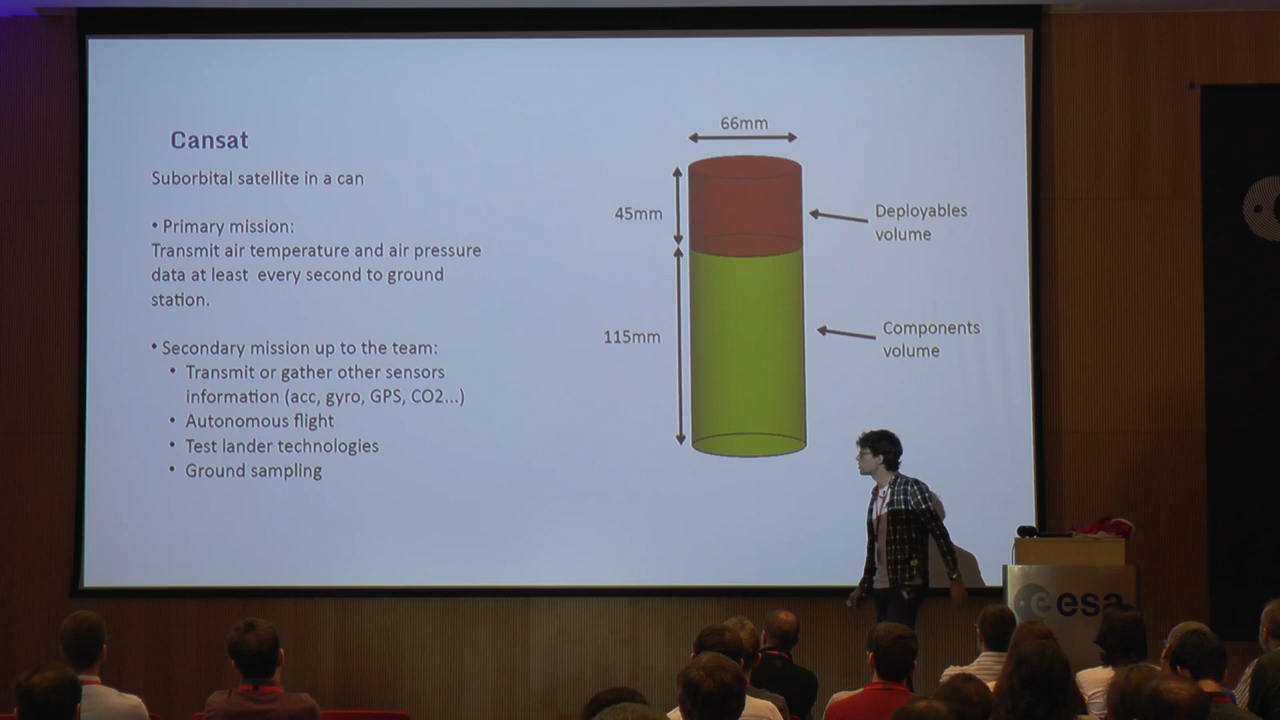 Cansat
Suborbital satellite in a can
• Primary mission:
Transmit air temperature and air pressure
data at least every second to ground
station.
• Secondary mission up to the team:
• Transmit or gather other sensors
information (acc, gyro, GPS, CO2...)
• Autonomous flight
• Test lander technologies
• Ground sampling
66mm
45mm
Deployables
volume
115mm
Components
volume
esa